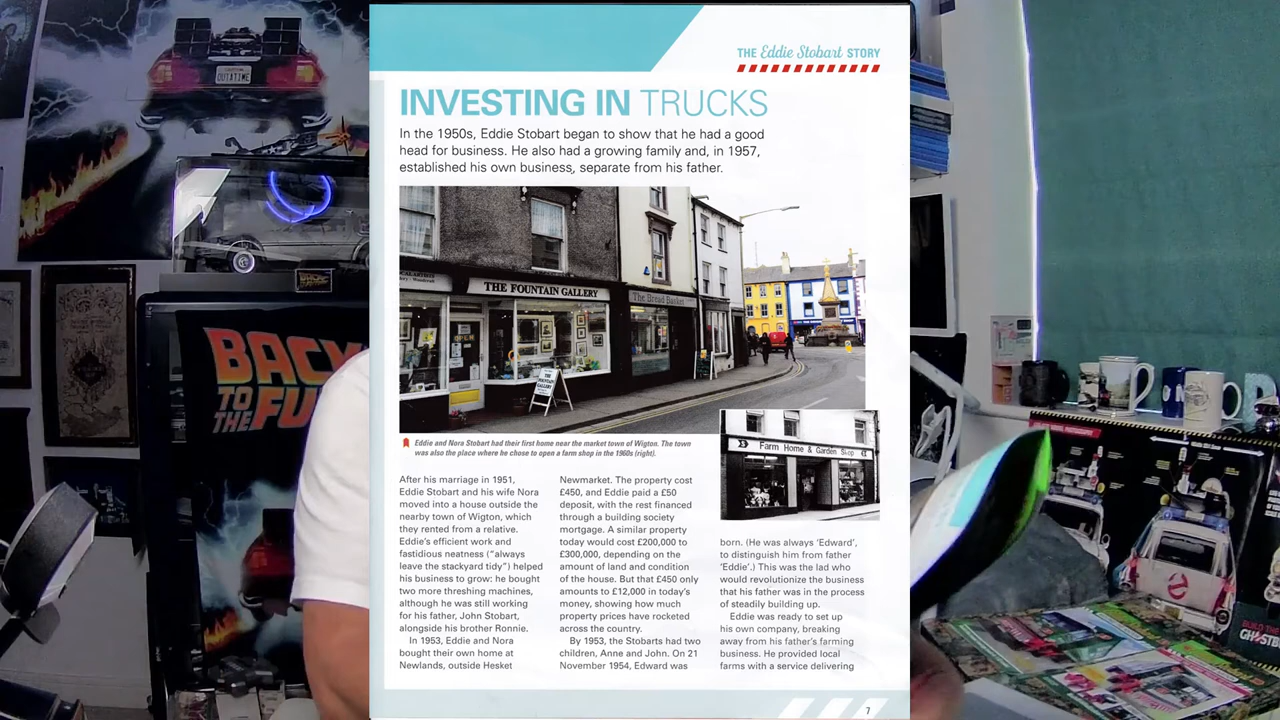 OUTATIME
BACK
TO
THE FU
THE Eddie Stobart STORY
INVESTING IN TRUCKS
In the 1950s, Eddie Stobart began to show that he had a good
head for business. He also had a growing family and, in 1957,
established his own business, separate from his father.
THE FOUNTAIN GALLERY
The Bread Basket
OPEN
THE
FOUNTAIN
GALLERY
Farm Home & Garden Shop
Eddie and Nora Stobart had their first home near the market town of Wigton. The town
was also the place where he chose to open a farm shop in the 1960s (right).
After his marriage in 1951,
Eddie Stobart and his wife Nora
moved into a house outside the
nearby town of Wigton, which
they rented from a relative.
Eddie's efficient work and
fastidious neatness ("always
leave the stackyard tidy") helped
his business to grow: he bought
two more threshing machines,
although he was still working
for his father, John Stobart,
alongside his brother Ronnie.
In 1953, Eddie and Nora
bought their own home at
Newlands, outside Hesket
Newmarket. The property cost
£450, and Eddie paid a £50
deposit, with the rest financed
through a building society
mortgage. A similar property
today would cost £200,000 to
£300,000, depending on the
amount of land and condition
of the house. But that £450 only
amounts to £12,000 in today's
money, showing how much
property prices have rocketed
across the country.
By 1953, the Stobarts had two
children, Anne and John. On 21
November 1954, Edward was
born. (He was always 'Edward',
to distinguish him from father
'Eddie'.) This was the lad who
would revolutionize the business
that his father was in the process
of steadily building up.
Eddie was ready to set up
his own company, breaking
away from his father's farming
business. He provided local
farms with a service delivering
7
BUILD THE